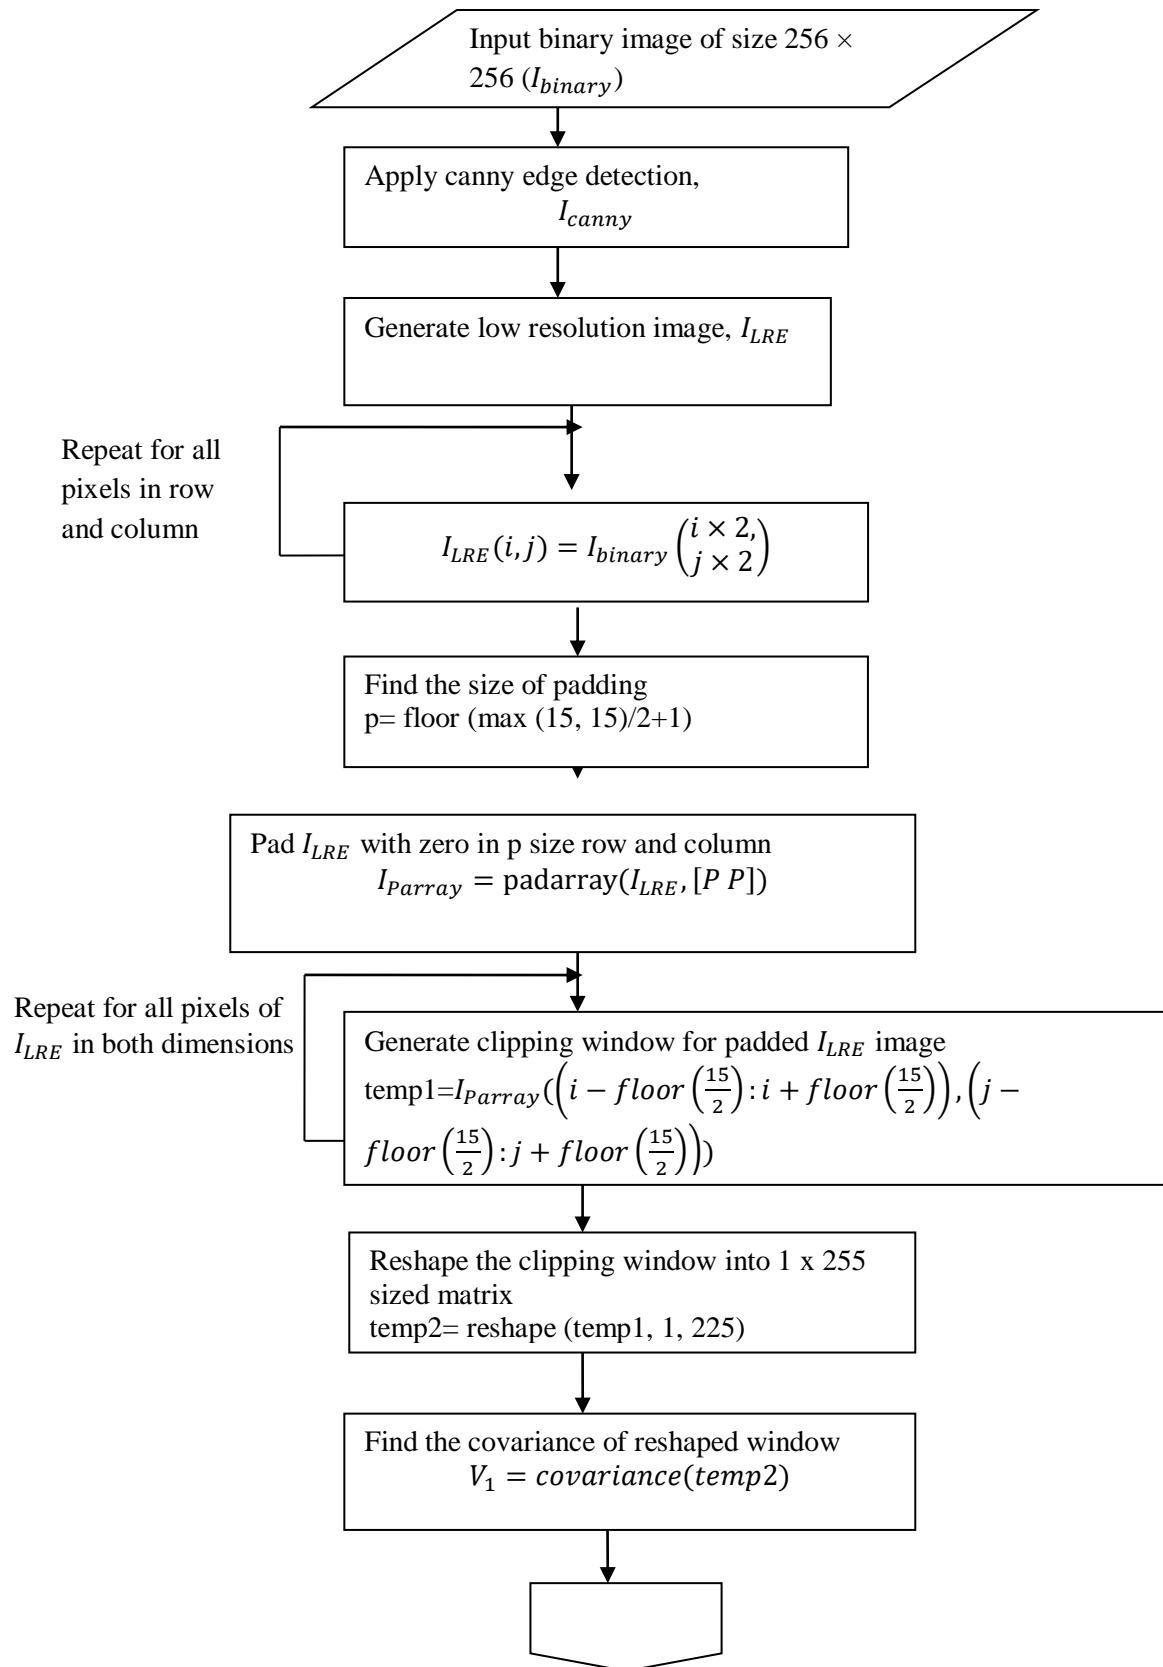 Input binary image of size 256 ×
256 (I_binary)
Apply canny edge detection,
I_canny
Generate low resolution image, I_LRE
Repeat for all
pixels in row
and column
I_LRE(i, j) = I_binary (i × 2,
j × 2)
Find the size of padding
p= floor (max (15, 15)/2+1)
Pad I_LRE with zero in p size row and column
I_Parray = padarray(I_LRE, [P P])
Repeat for all pixels of
I_LRE in both dimensions
Generate clipping window for padded I_LRE image
temp1=I_Parray((i − floor (15/2) : i + floor (15/2)), (j −
floor (15/2) : j + floor (15/2)))
Reshape the clipping window into 1 x 255
sized matrix
temp2= reshape (temp1, 1, 225)
Find the covariance of reshaped window
V_1 = covariance(temp2)